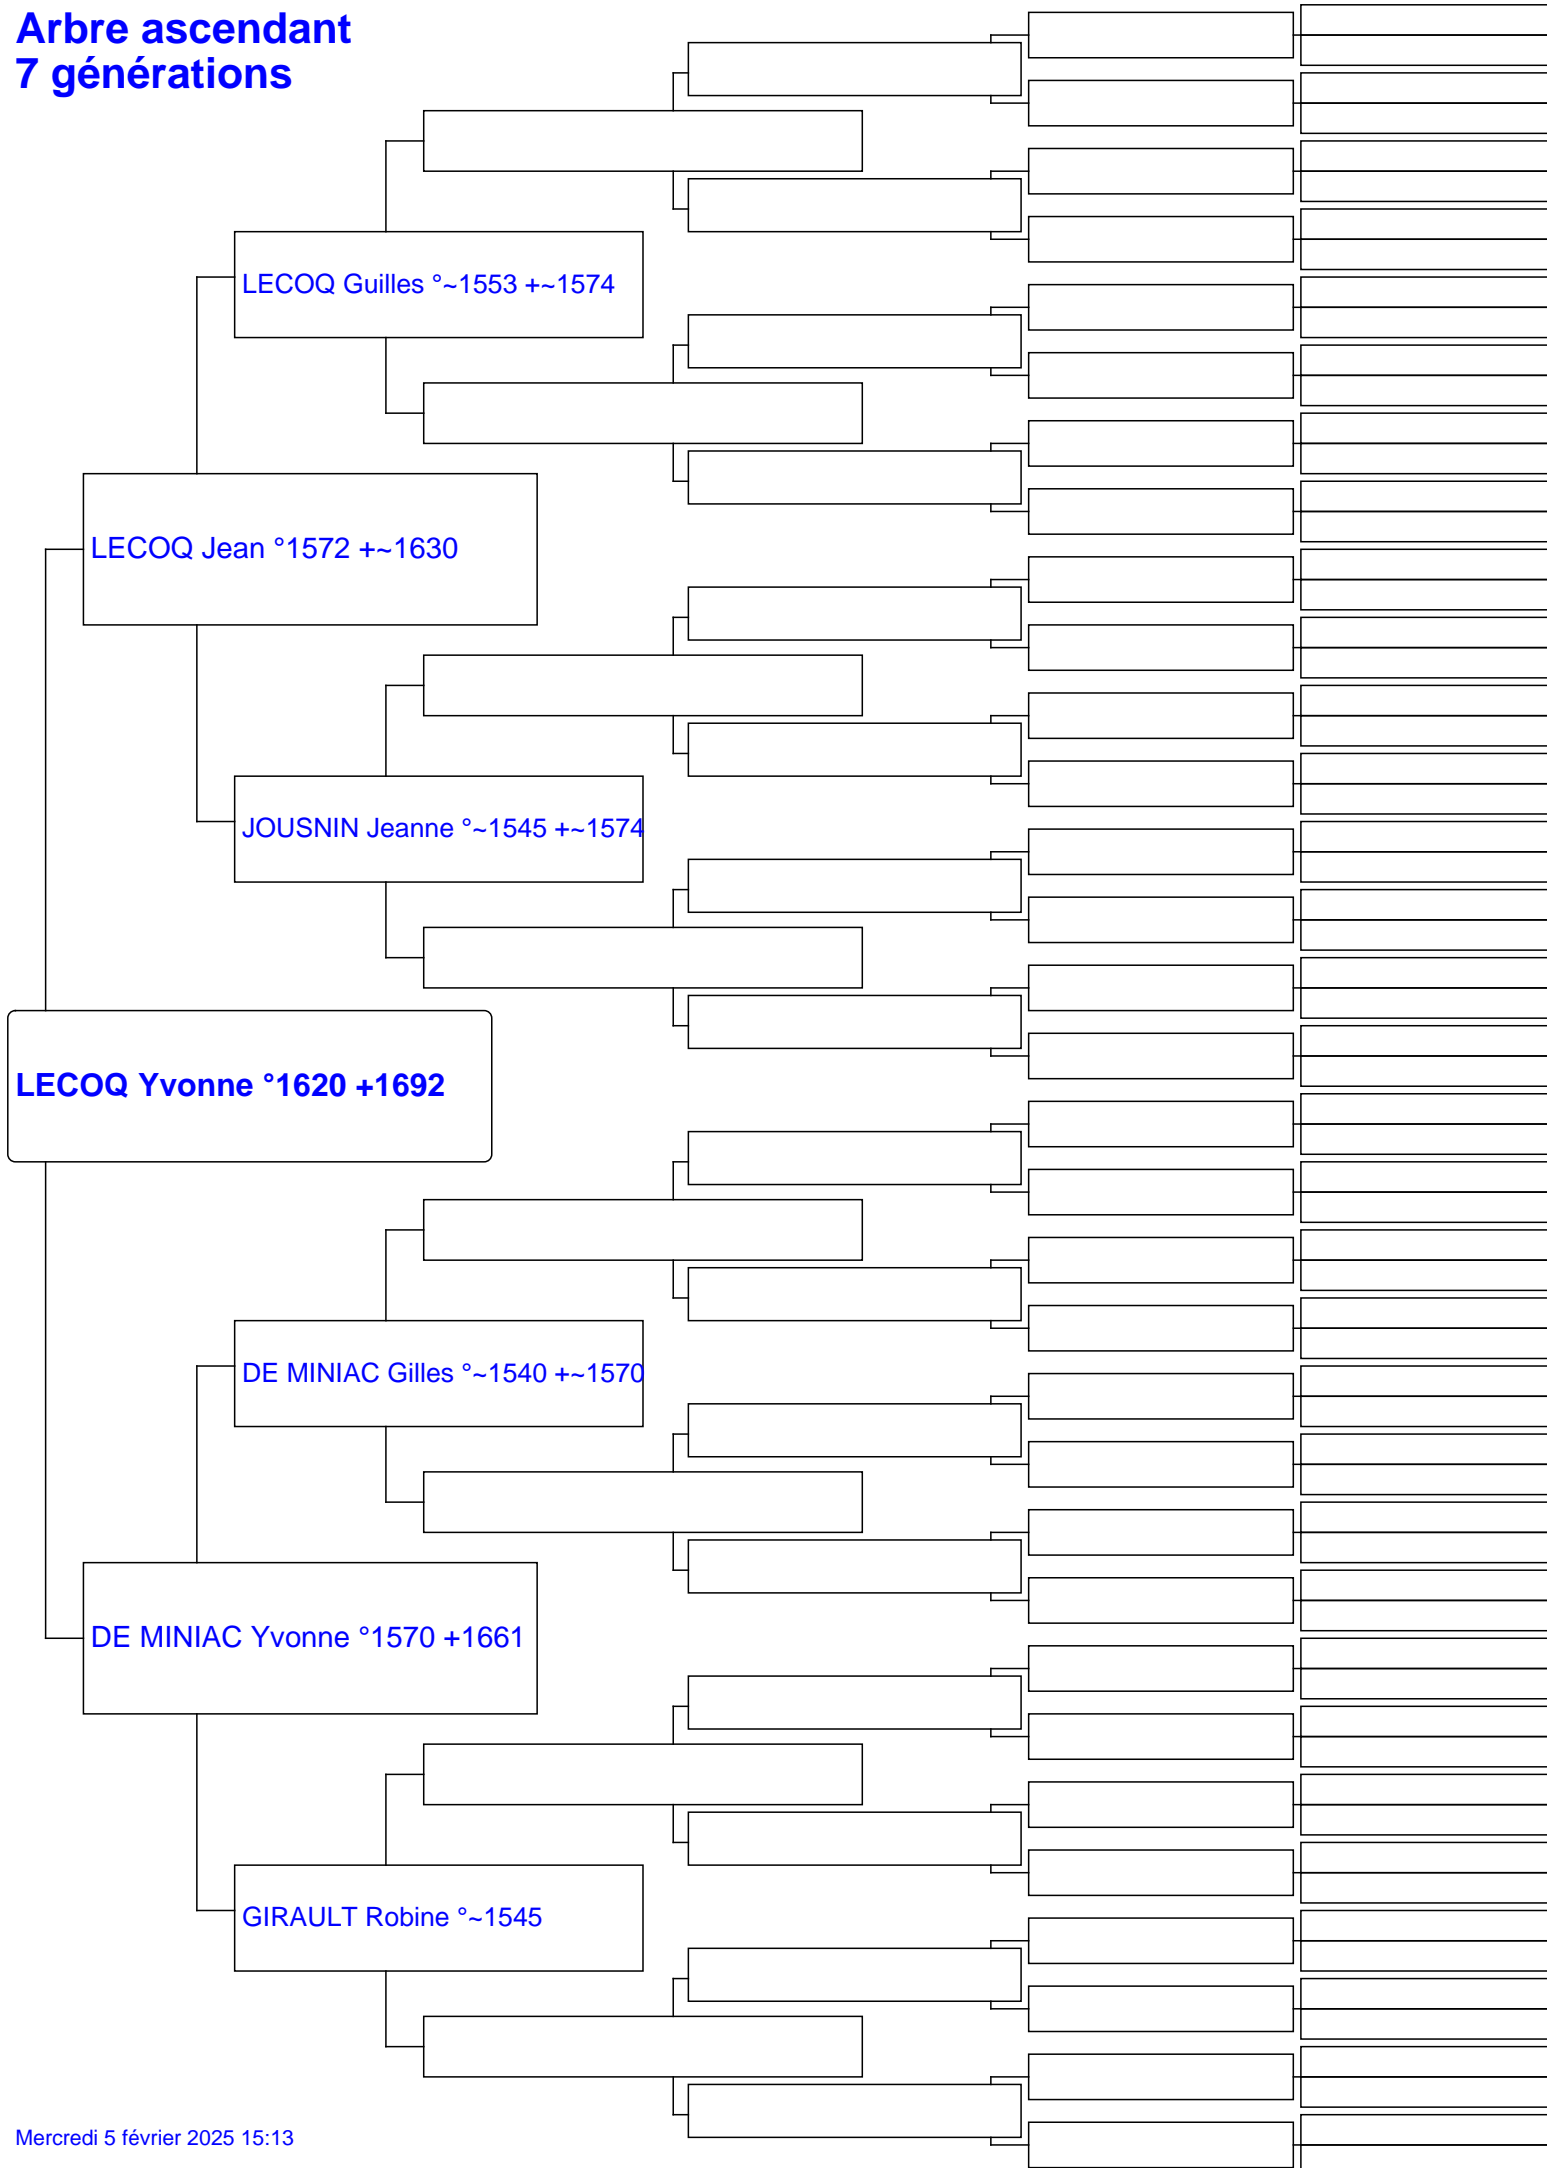 Arbre ascendant
7 générations
LECOQ Guilles °~1553 +~1574
LECOQ Jean °1572 +~1630
JOUSNIN Jeanne °~1545 +~1574
LECOQ Yvonne °1620 +1692
DE MINIAC Gilles °~1540 +~1570
DE MINIAC Yvonne °1570 +1661
GIRAULT Robine °~1545
Mercredi 5 février 2025 15:13